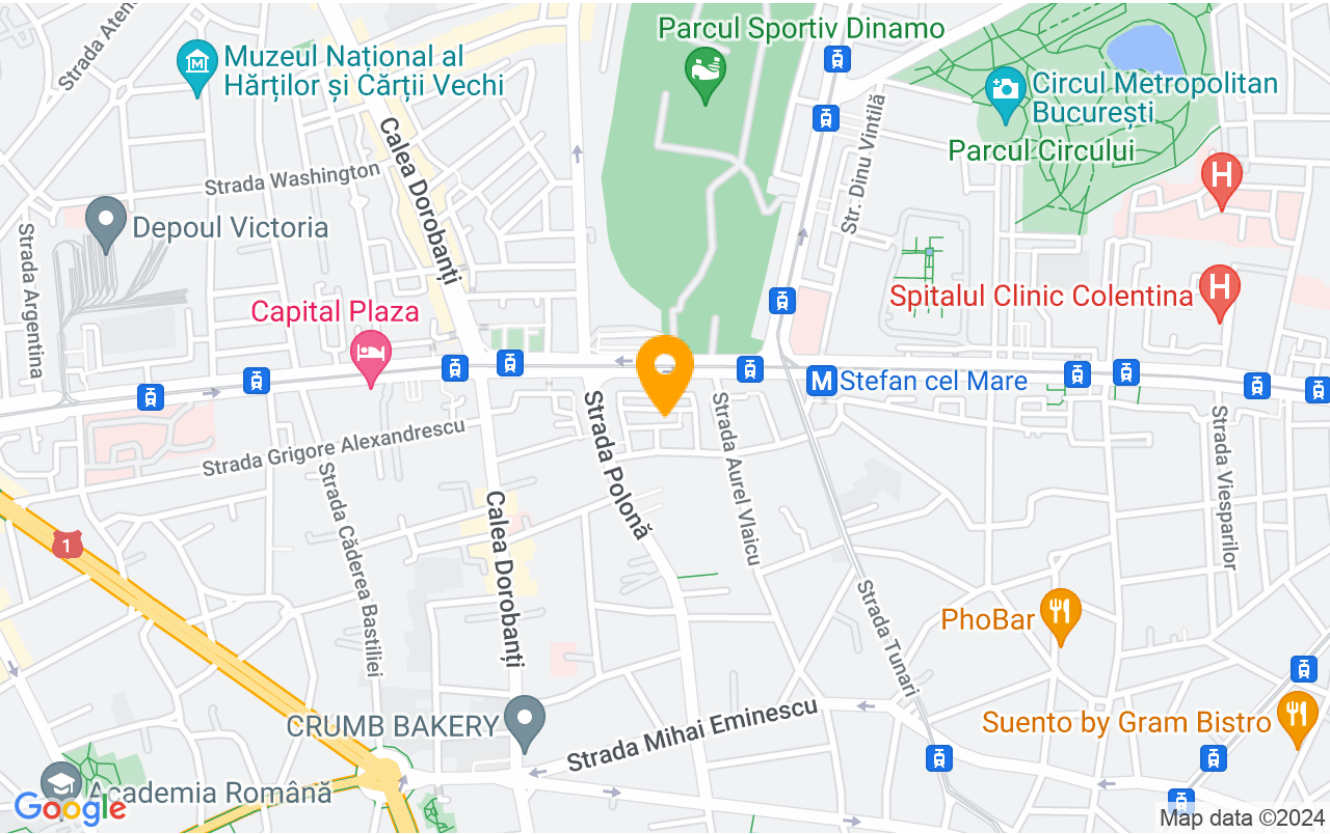 Strada Aten
Parcul Sportiv Dinamo
Muzeul Național al
Hărților și Cărții Vechi
Circul Metropolitan
București
Parcul Circului
Str. Dinu Vintilă
Calea Dorobanți
Strada Washington
H
Depoul Victoria
Strada Argentina
Spitalul Clinic Colentina
H
Capital Plaza
M Stefan cel Mare
Strada Grigore Alexandrescu
Strada Polonă
Strada Aurel Vlaicu
Strada Viesparilor
Strada Căderea Bastiliei
Calea Dorobanți
1
Strada Tunari
PhoBar
CRUMB BAKERY
Strada Mihai Eminescu
Suento by Gram Bistro
Academia Română
Google
Map data ©2024